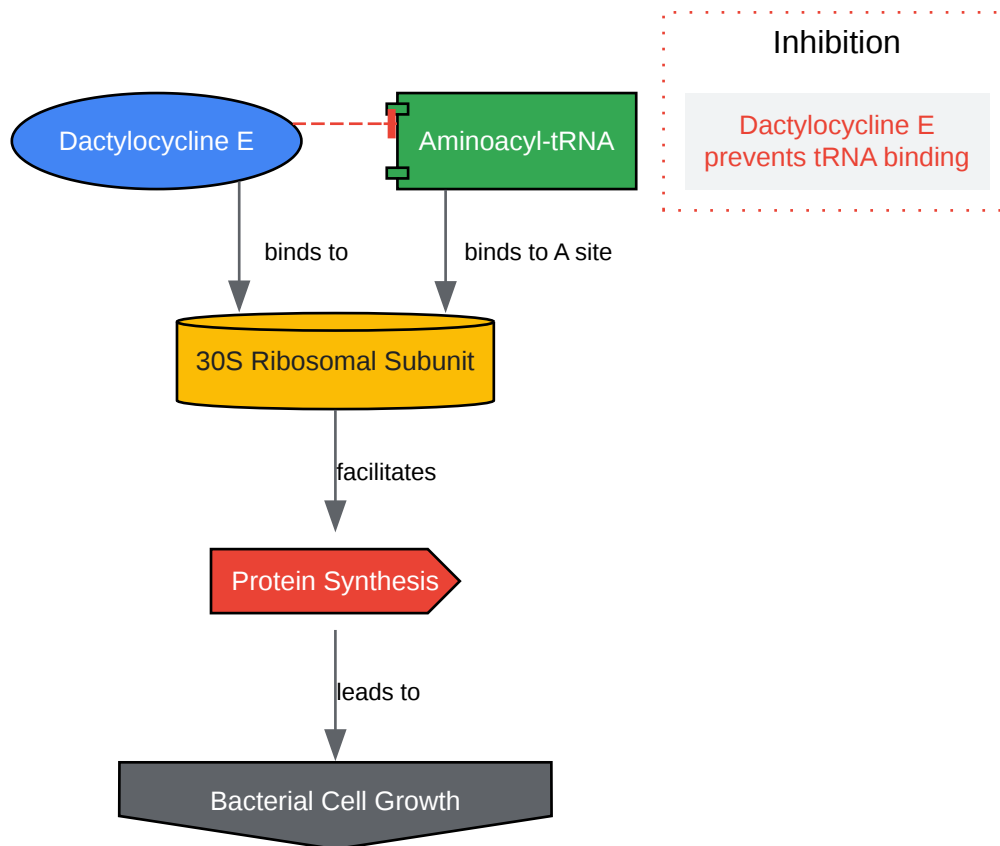 Inhibition
Dactylocycline E
Aminoacyl-tRNA
Dactylocycline E
prevents tRNA binding
binds to
binds to A site
30S Ribosomal Subunit
facilitates
Protein Synthesis
leads to
Bacterial Cell Growth